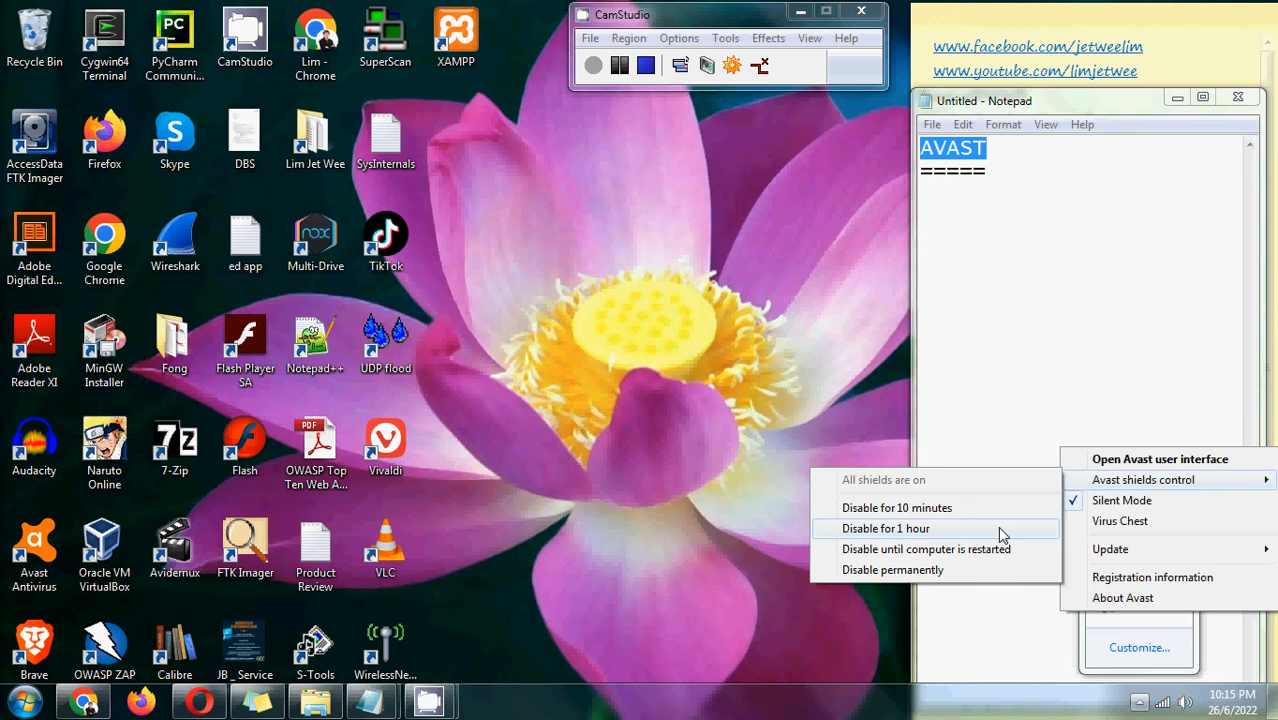 Recycle Bin
Cygwin64
Terminal
PyCharm
Communi...
CamStudio
Lim -
Chrome
SuperScan
XAMPP
AccessData
FTK Imager
Firefox
Skype
DBS
Lim Jet Wee
SysInternals
Adobe
Digital Ed...
Google
Chrome
Wireshark
ed app
nox
Multi-Drive
TikTok
Adobe
Reader XI
MinGW
Installer
Fong
Flash Player
SA
Notepad++
UDP flood
Audacity
Naruto
Online
7z
7-Zip
Flash
PDF
OWASP Top
Ten Web A...
Vivaldi
Avast
Antivirus
Oracle VM
VirtualBox
Avidemux
FTK Imager
Product
Review
VLC
Brave
OWASP ZAP
Calibre
JB _ Service
S-Tools
WirelessNe...
CamStudio
File Region Options Tools Effects View Help
www.facebook.com/jetweelim
www.youtube.com/limjetwee
Untitled - Notepad
File Edit Format View Help
AVAST
=====
Open Avast user interface
Avast shields control
Silent Mode
Virus Chest
Update
Registration information
About Avast
All shields are on
Disable for 10 minutes
Disable for 1 hour
Disable until computer is restarted
Disable permanently
Customize...
10:15 PM
26/6/2022